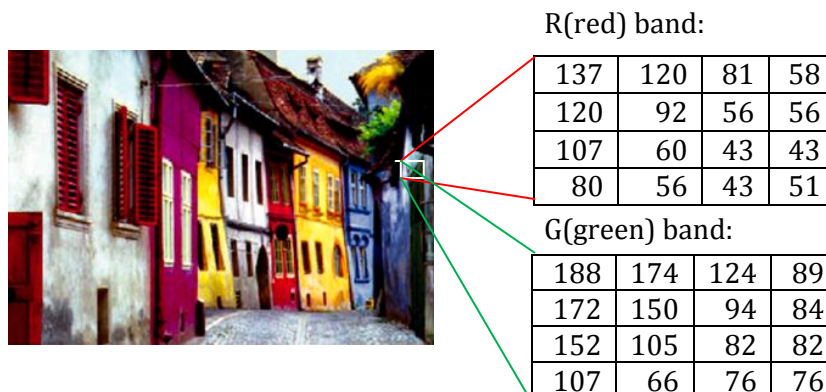 R(red) band:
137 120 81 58
120 92 56 56
107 60 43 43
80 56 43 51
G(green) band:
188 174 124 89
172 150 94 84
152 105 82 82
107 66 76 76